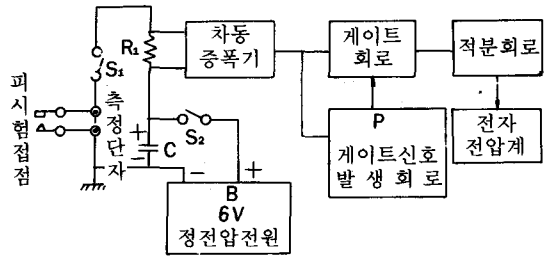 R₁
차동
증폭기
게이트
회로
적분회로
S₁
피시험접점
측정단자
+
-
C
S₂
P
게이트신호
발생회로
전자
전압계
-
+
B
6V
정전압전원